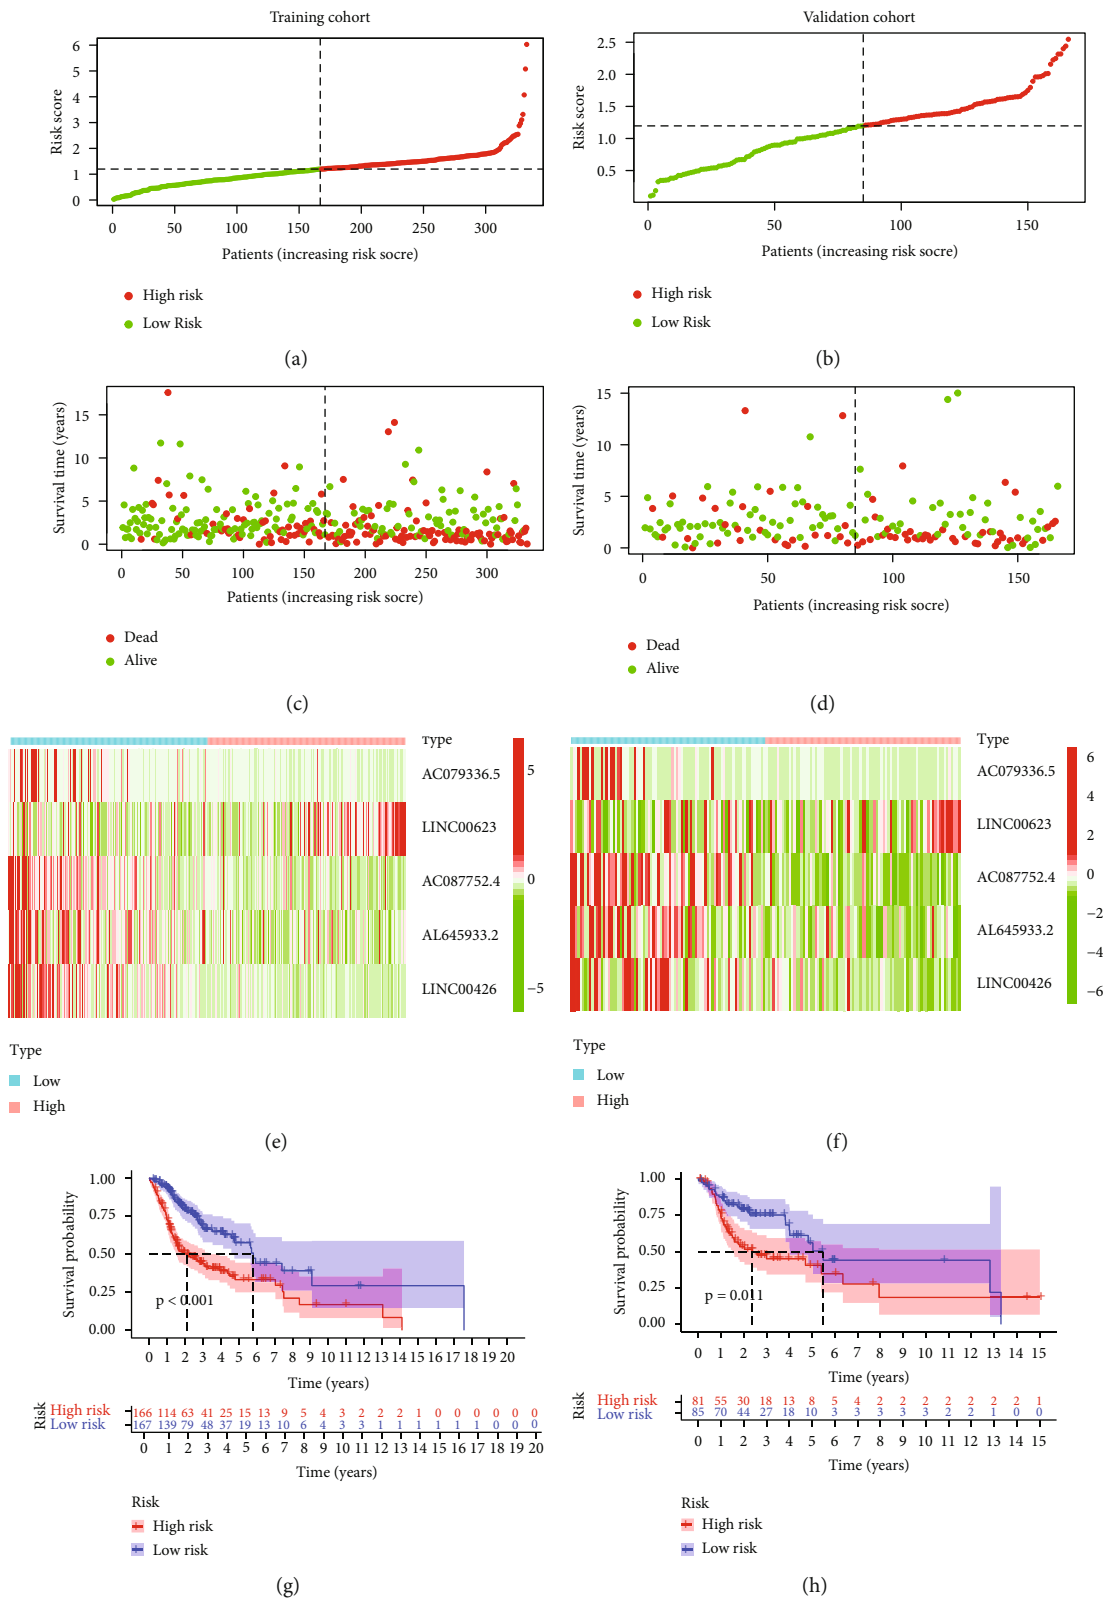 Training cohort
Risk score
6
5
4
3
2
1
0
0 50 100 150 200 250 300
Patients (increasing risk socre)
High risk
Low Risk
(a)
Validation cohort
Risk score
2.5
2.0
1.5
1.0
0.5
0 50 100 150
Patients (increasing risk socre)
High risk
Low Risk
(b)
Survival time (years)
15
10
5
0
0 50 100 150 200 250 300
Patients (increasing risk socre)
Dead
Alive
(c)
Survival time (years)
15
10
5
0
0 50 100 150
Patients (increasing risk socre)
Dead
Alive
(d)
Type
AC079336.5
LINC00623
AC087752.4
AL645933.2
LINC00426
5
0
−5
Type
Low
High
(e)
Type
AC079336.5
LINC00623
AC087752.4
AL645933.2
LINC00426
6
4
2
0
−2
−4
−6
Type
Low
High
(f)
Survival probability
1.00
0.75
0.50
0.25
0.00
p < 0.001
0 1 2 3 4 5 6 7 8 9 10 11 12 13 14 15 16 17 18 19 20
Time (years)
Risk
High risk 166 114 63 41 25 15 13 9 5 4 3 2 2 2 1 0 0 0 0 0 0
Low risk 167 139 79 48 37 19 13 10 6 4 3 3 1 1 1 1 1 1 0 0 0
0 1 2 3 4 5 6 7 8 9 10 11 12 13 14 15 16 17 18 19 20
Time (years)
Risk
High risk
Low risk
(g)
Survival probability
1.00
0.75
0.50
0.25
0.00
p = 0.011
0 1 2 3 4 5 6 7 8 9 10 11 12 13 14 15
Time (years)
Risk
High risk 81 55 30 18 13 8 5 4 2 2 2 2 2 2 2 1
Low risk 85 70 44 27 18 10 3 3 3 3 3 2 2 1 0 0
0 1 2 3 4 5 6 7 8 9 10 11 12 13 14 15
Time (years)
Risk
High risk
Low risk
(h)